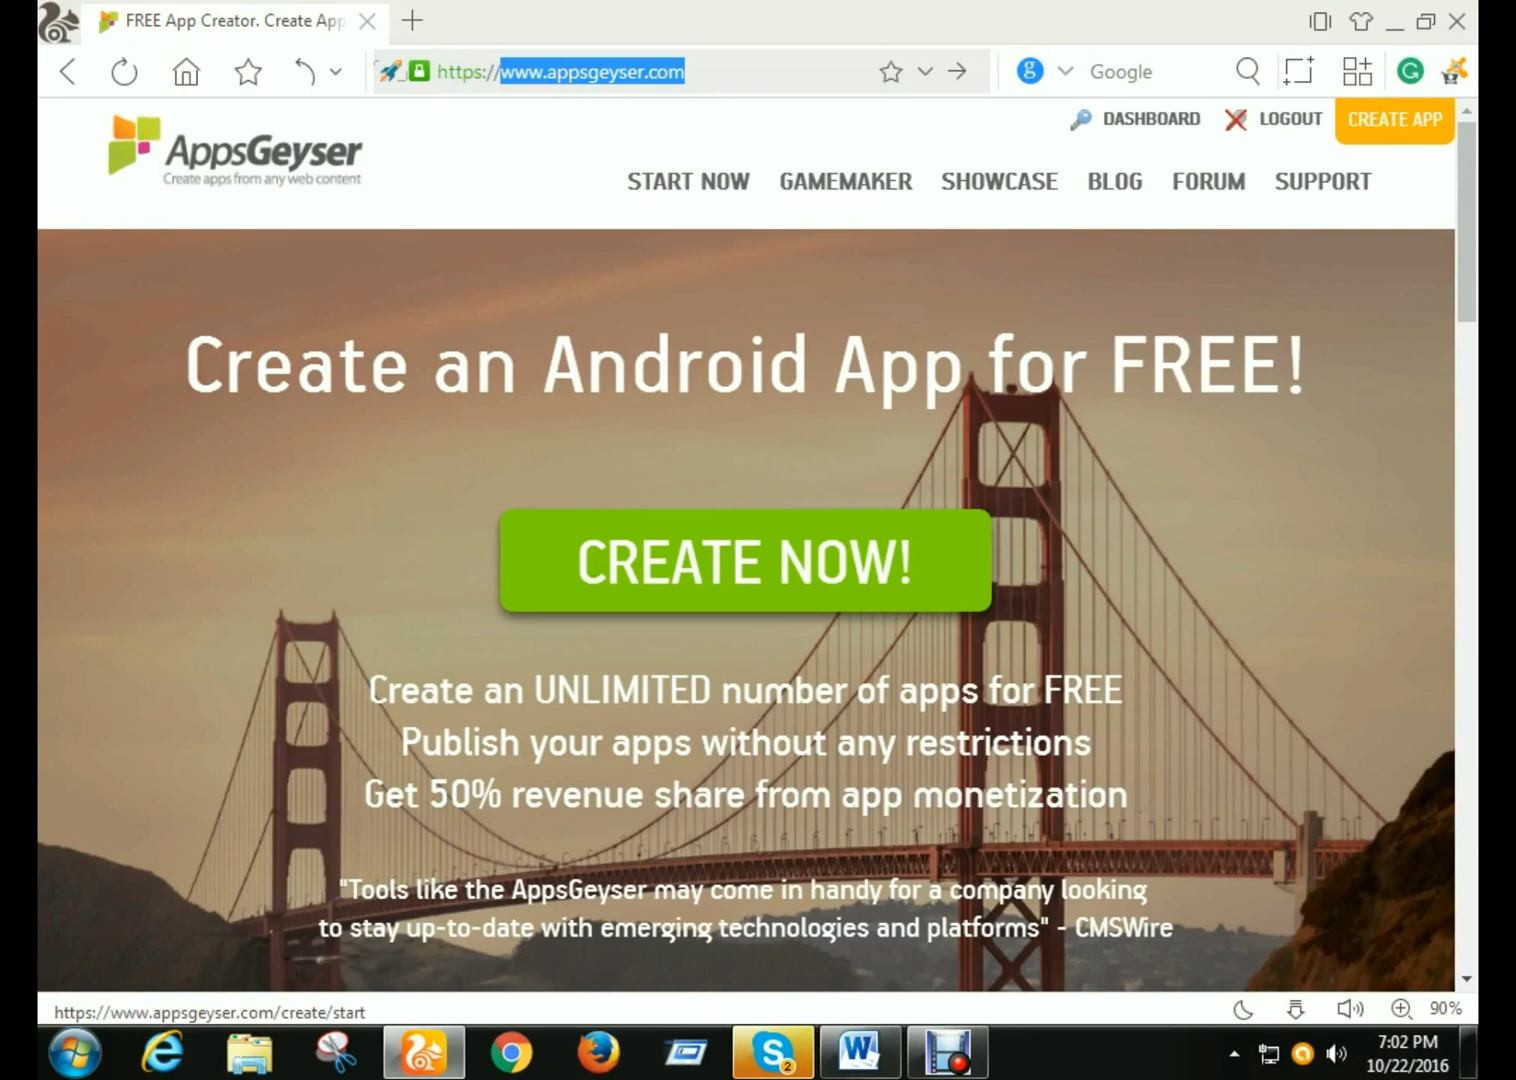 FREE App Creator. Create App
https://www.appsgeyser.com
Google
DASHBOARD
LOGOUT
CREATE APP
AppsGeyser
Create apps from any web content
START NOW
GAMEMAKER
SHOWCASE
BLOG
FORUM
SUPPORT
Create an Android App for FREE!
CREATE NOW!
Create an UNLIMITED number of apps for FREE
Publish your apps without any restrictions
Get 50% revenue share from app monetization
"Tools like the AppsGeyser may come in handy for a company looking
to stay up-to-date with emerging technologies and platforms" - CMSWire
https://www.appsgeyser.com/create/start
90%
7:02 PM
10/22/2016